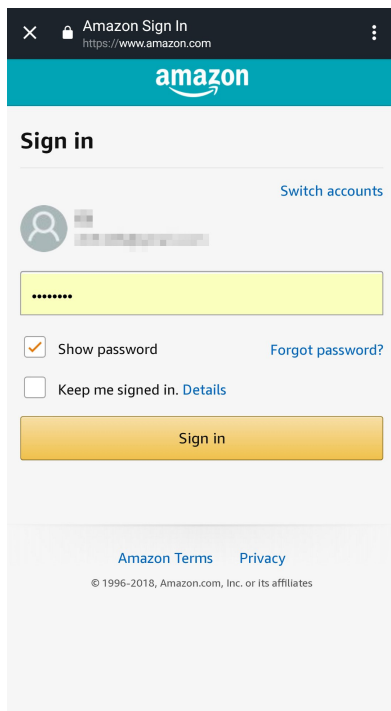 Amazon Sign In
https://www.amazon.com
amazon
Sign in
Switch accounts
••••••••
Show password Forgot password?
Keep me signed in. Details
Sign in
Amazon Terms Privacy
© 1996-2018, Amazon.com, Inc. or its affiliates